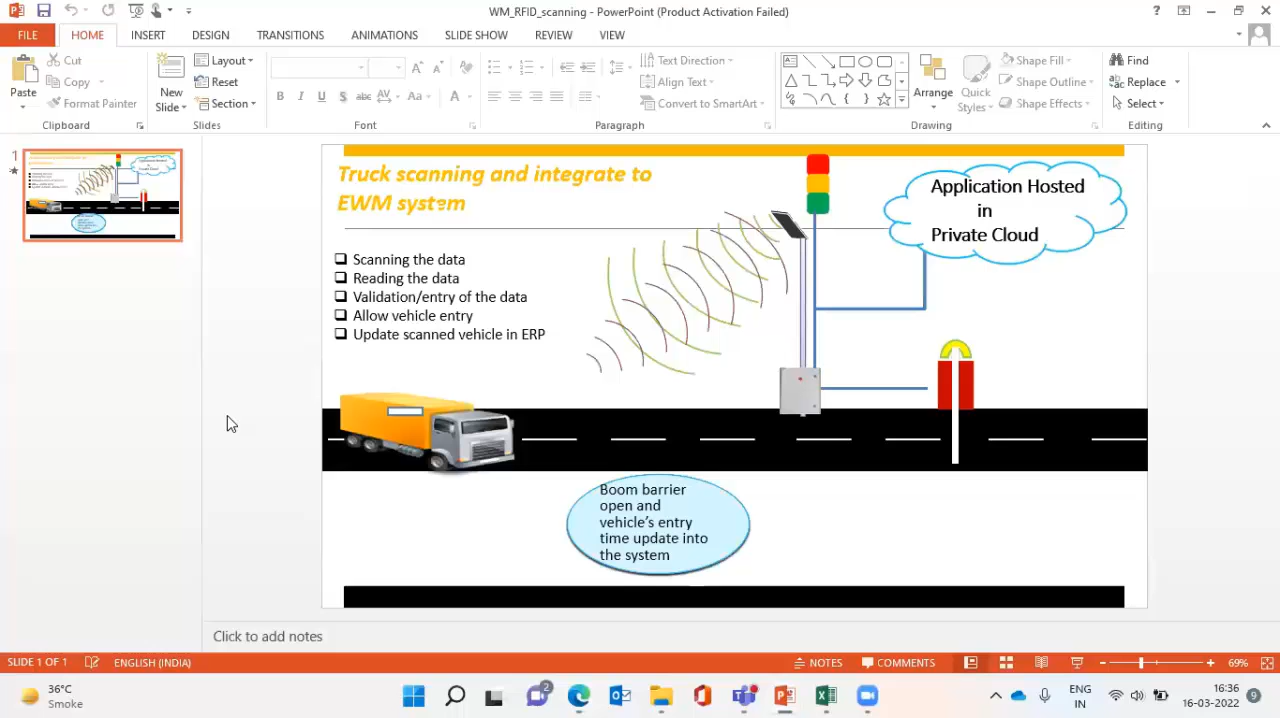 WM_RFID_scanning - PowerPoint (Product Activation Failed)
FILE HOME INSERT DESIGN TRANSITIONS ANIMATIONS SLIDE SHOW REVIEW VIEW
Paste
Cut
Copy
Format Painter
Clipboard
New
Slide
Layout
Reset
Section
Slides
Font
Text Direction
Align Text
Convert to SmartArt
Paragraph
Arrange
Quick
Styles
Shape Fill
Shape Outline
Shape Effects
Drawing
Find
Replace
Select
Editing
1
Truck scanning and integrate to
EWM system
Scanning the data
Reading the data
Validation/entry of the data
Allow vehicle entry
Update scanned vehicle in ERP
Application Hosted
in
Private Cloud
Boom barrier
open and
vehicle's entry
time update into
the system
Click to add notes
SLIDE 1 OF 1 ENGLISH (INDIA) NOTES COMMENTS 69%
36°C
Smoke
2
ENG
IN
16:36
16-03-2022
9